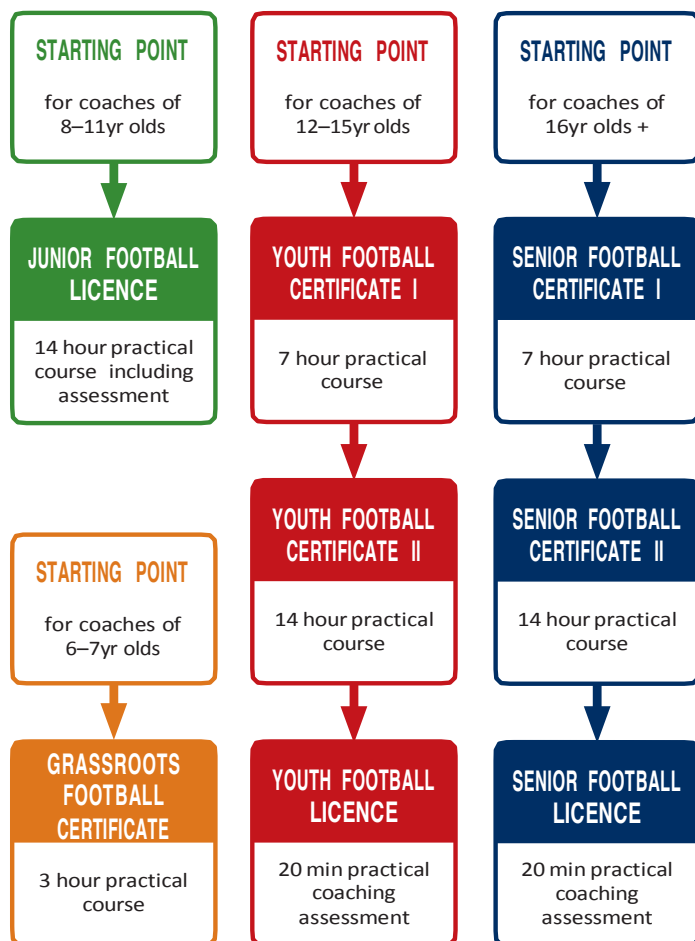 STARTING POINT
for coaches of
8–11yr olds
JUNIOR FOOTBALL
LICENCE
14 hour practical
course including
assessment
STARTING POINT
for coaches of
6–7yr olds
GRASSROOTS
FOOTBALL
CERTIFICATE
3 hour practical
course
STARTING POINT
for coaches of
12–15yr olds
YOUTH FOOTBALL
CERTIFICATE I
7 hour practical
course
YOUTH FOOTBALL
CERTIFICATE II
14 hour practical
course
YOUTH FOOTBALL
LICENCE
20 min practical
coaching
assessment
STARTING POINT
for coaches of
16yr olds +
SENIOR FOOTBALL
CERTIFICATE I
7 hour practical
course
SENIOR FOOTBALL
CERTIFICATE II
14 hour practical
course
SENIOR FOOTBALL
LICENCE
20 min practical
coaching
assessment